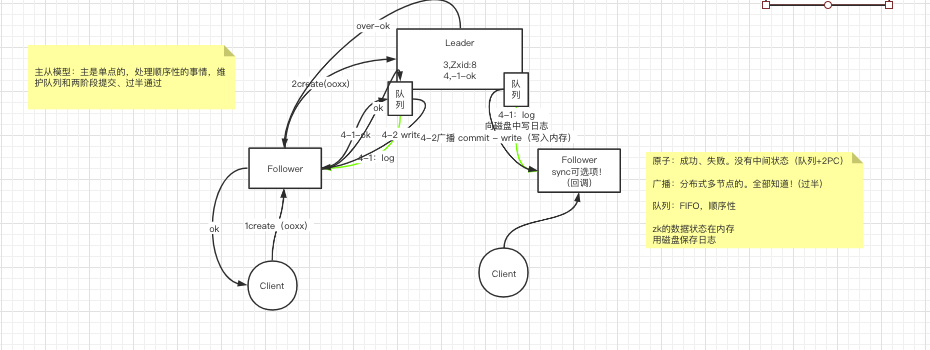 over-ok
Leader
3,Zxid:8
4,-1-ok
主从模型：主是单点的，处理顺序性的事情，维
护队列和两阶段提交、过半通过
2create(ooxx)
队
列
队
列
ok
4-1：log
向磁盘中写日志
4-1-ok
4-2 write
4-2广播 commit - write（写入内存）
4-1：log
Follower
Follower
sync可选项！
（回调）
原子：成功、失败。没有中间状态（队列+2PC）
广播：分布式多节点的。全部知道！（过半）
队列：FIFO，顺序性
zk的数据状态在内存
用磁盘保存日志
ok
1create（ooxx）
Client
Client